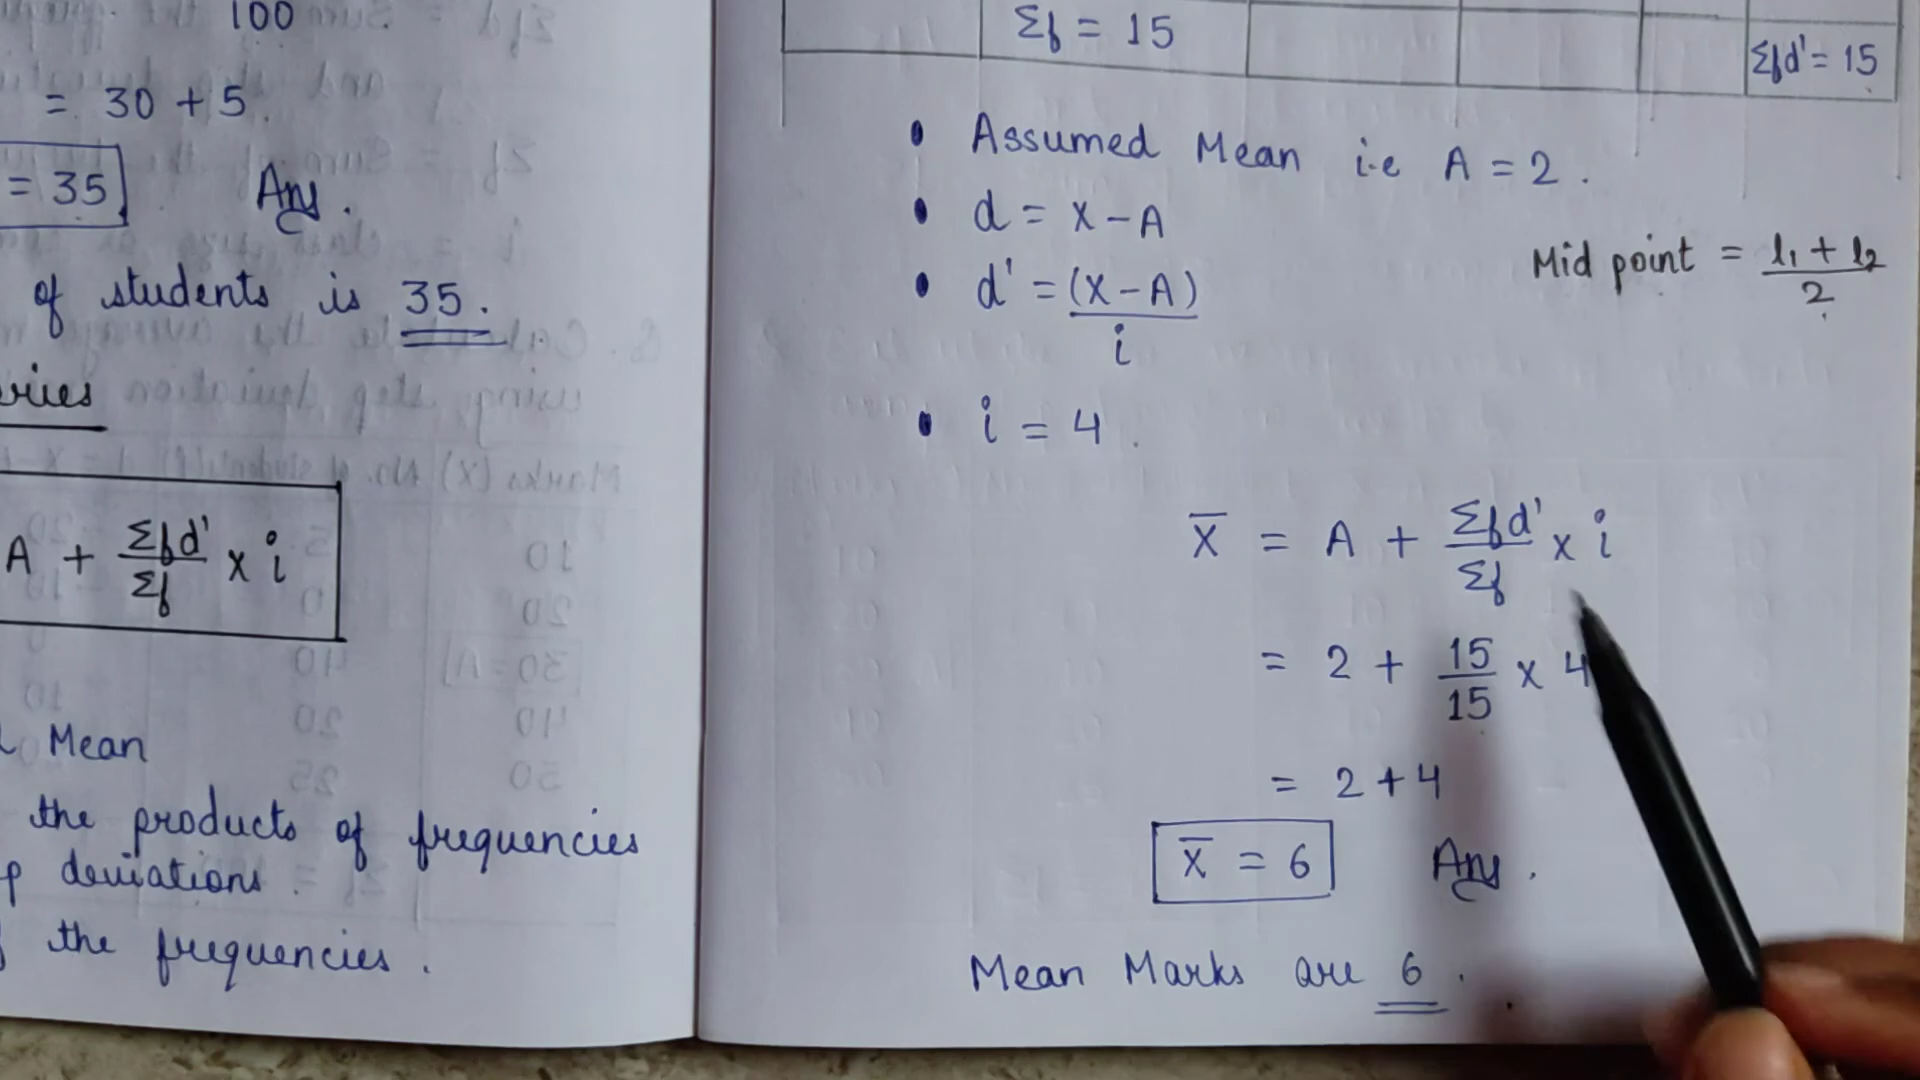 100
= 30 + 5.
= 35 Ans.
of students is 35.
A + Σfd'/Σf x i
Mean
the products of frequencies
deviations.
the frequencies.
Σf = 15
Σfd' = 15
• Assumed Mean i.e A = 2.
• d = X - A
• d' = (X - A)/i
Mid point = l₁ + l₂/2
• i = 4.
X̄ = A + Σfd'/Σf x i
= 2 + 15/15 x 4
= 2 + 4
X̄ = 6 Ans.
Mean Marks are 6.